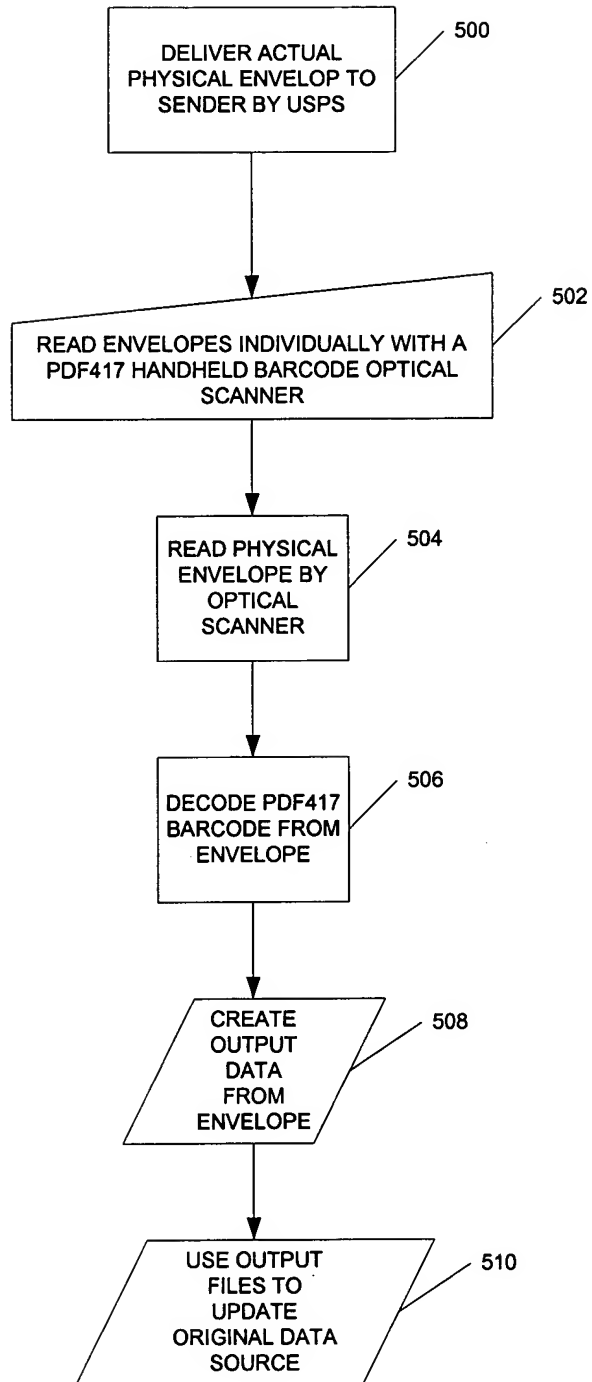 DELIVER ACTUAL
PHYSICAL ENVELOP TO
SENDER BY USPS
500
502
READ ENVELOPES INDIVIDUALLY WITH A
PDF417 HANDHELD BARCODE OPTICAL
SCANNER
504
READ PHYSICAL
ENVELOPE BY
OPTICAL
SCANNER
506
DECODE PDF417
BARCODE FROM
ENVELOPE
508
CREATE
OUTPUT
DATA
FROM
ENVELOPE
510
USE OUTPUT
FILES TO
UPDATE
ORIGINAL DATA
SOURCE